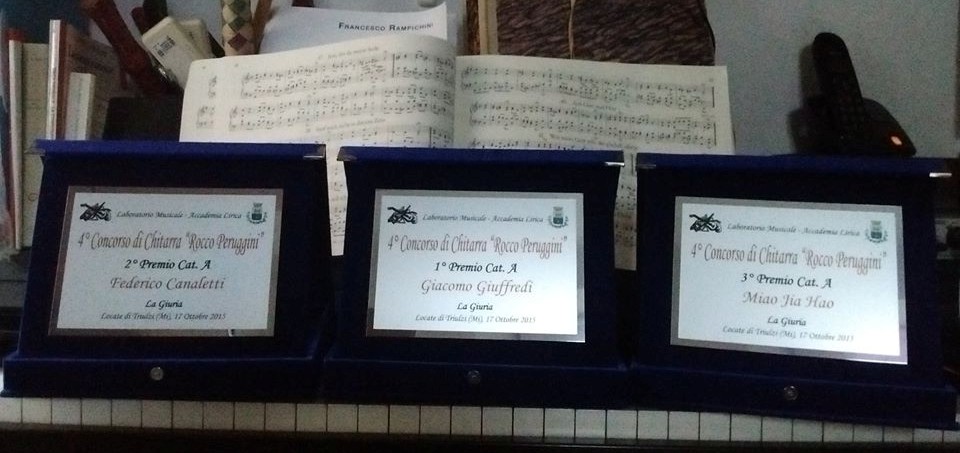 FRANCESCO RAMPICHINI
Laboratorio Musicale - Accademia Lirica
4° Concorso di Chitarra "Rocco Peruggini"
2° Premio Cat. A
Federico Canaletti
La Giuria
Locate di Triulzi (Mi), 17 Ottobre 2015
Laboratorio Musicale - Accademia Lirica
4° Concorso di Chitarra "Rocco Peruggini"
1° Premio Cat. A
Giacomo Giuffredi
La Giuria
Locate di Triulzi (Mi), 17 Ottobre 2015
Laboratorio Musicale - Accademia Lirica
4° Concorso di Chitarra "Rocco Peruggini"
3° Premio Cat. A
Miao Jia Hao
La Giuria
Locate di Triulzi (Mi), 17 Ottobre 2015